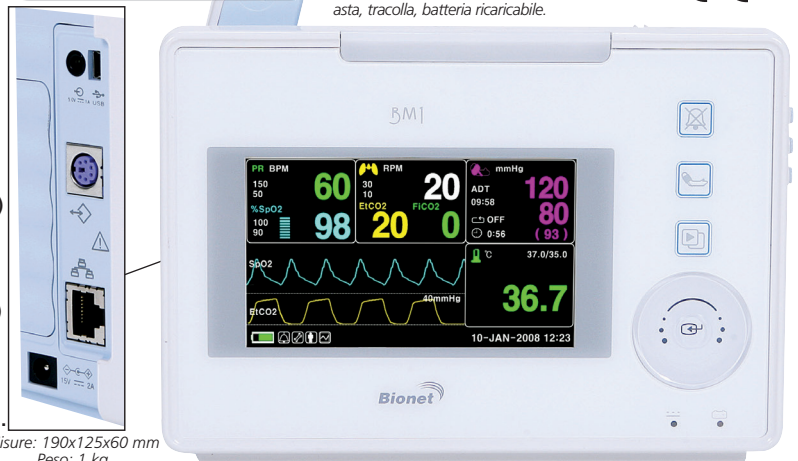 asta, tracolla, batteria ricaricabile.
USB
BM1
PR BPM
150
50
60
%SpO2
100
90
98
RPM
30
10
20
EtCO2
FiCO2
20
0
mmHg
ADT
09:58
OFF
0:56
120
80
( 93 )
SpO2
EtCO2
40mmHg
°C
37.0/35.0
36.7
10-JAN-2008 12:23
15V 2A
Bionet
isure: 190x125x60 mm
Peso: 1 kg